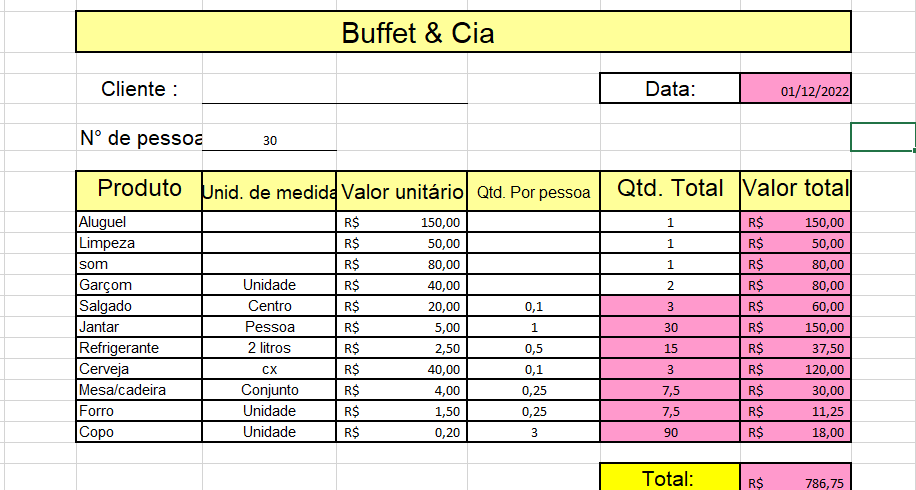 Buffet & Cia
Cliente : Data: 01/12/2022
N° de pessoa 30
Produto Unid. de medida Valor unitário Qtd. Por pessoa Qtd. Total Valor total
Aluguel R$ 150,00 1 R$ 150,00
Limpeza R$ 50,00 1 R$ 50,00
som R$ 80,00 1 R$ 80,00
Garçom Unidade R$ 40,00 2 R$ 80,00
Salgado Centro R$ 20,00 0,1 3 R$ 60,00
Jantar Pessoa R$ 5,00 1 30 R$ 150,00
Refrigerante 2 litros R$ 2,50 0,5 15 R$ 37,50
Cerveja cx R$ 40,00 0,1 3 R$ 120,00
Mesa/cadeira Conjunto R$ 4,00 0,25 7,5 R$ 30,00
Forro Unidade R$ 1,50 0,25 7,5 R$ 11,25
Copo Unidade R$ 0,20 3 90 R$ 18,00
Total: R$ 786,75